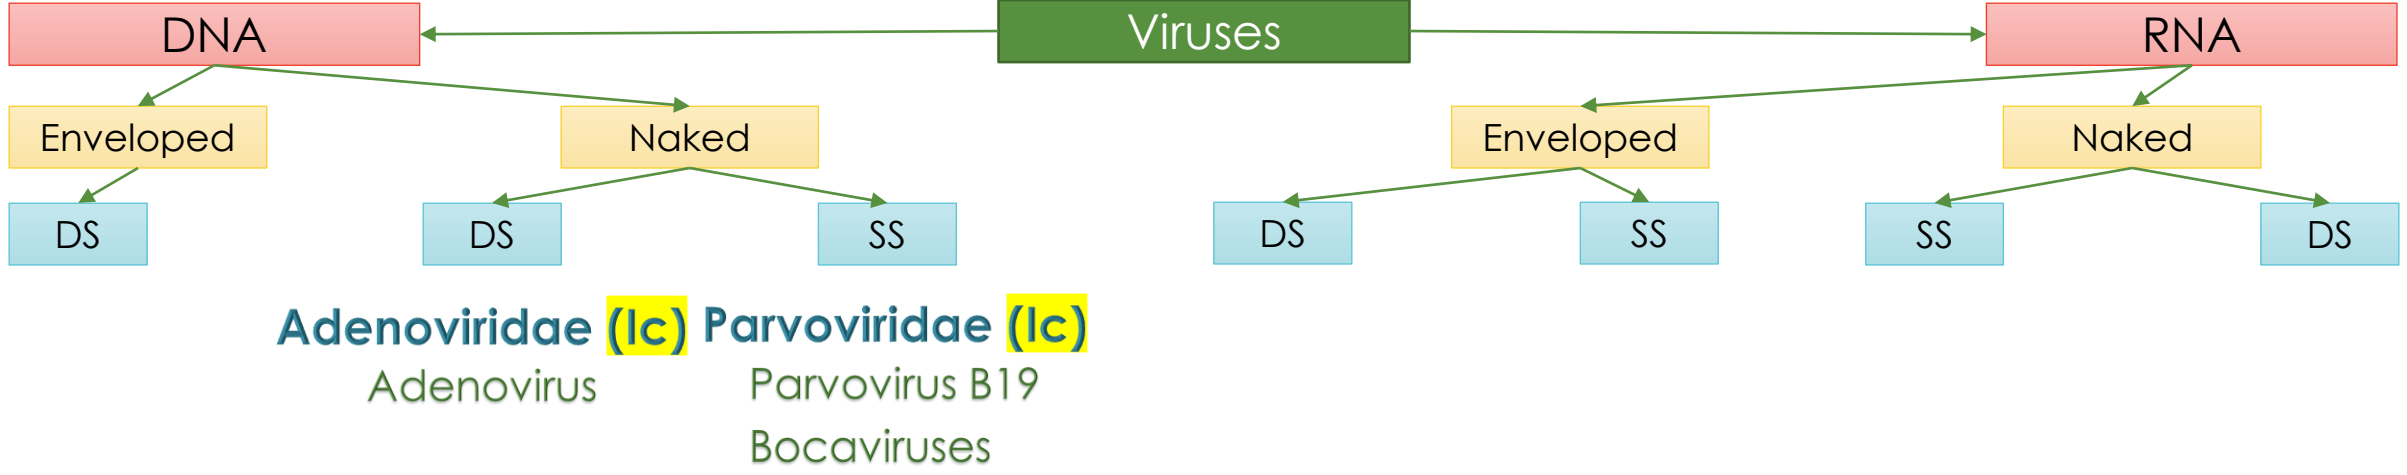 DNA
Viruses
RNA
Enveloped
Naked
Enveloped
Naked
DS
DS
SS
DS
SS
SS
DS
Adenoviridae (Ic)
Parvoviridae (Ic)
Adenovirus
Parvovirus B19
Bocaviruses